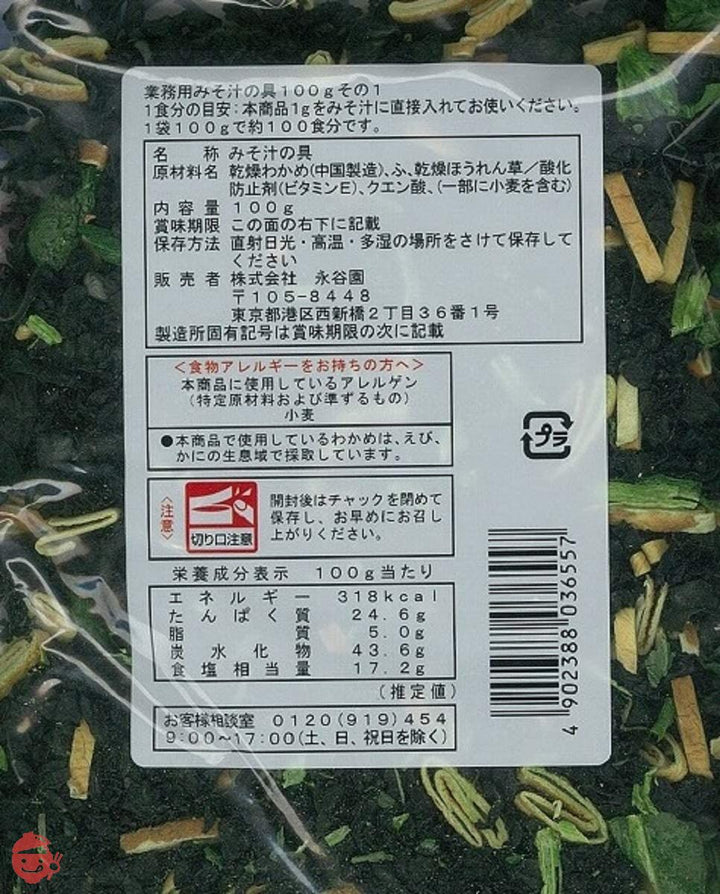 業務用みそ汁の具100gその1
1食分の目安:本商品1gをみそ汁に直接入れてお使いください。
1袋100gで約100食分です。
名　称 みそ汁の具
原材料名 乾燥わかめ(中国製造)、ふ、乾燥ほうれん草／酸化
防止剤(ビタミンE)、クエン酸、(一部に小麦を含む)
内容量 100g
賞味期限 この面の右下に記載
保存方法 直射日光・高温・多湿の場所をさけて保存して
ください
販売者 株式会社　永谷園
〒105-8448
東京都港区西新橋2丁目36番1号
製造所固有記号は賞味期限の次に記載
＜食物アレルギーをお持ちの方へ＞
本商品に使用しているアレルゲン
(特定原材料および準ずるもの)
小麦
●本商品で使用しているわかめは、えび、
かにの生息域で採取しています。
プラ
〈注意〉
切り口注意
開封後はチャックを閉めて
保存し、お早めにお召し
上がりください。
栄養成分表示　100g当たり
エネルギー 318kcal
たんぱく質 24.6g
脂質 5.0g
炭水化物 43.6g
食塩相当量 17.2g
(推定値)
お客様相談室 0120(919)454
9:00〜17:00(土、日、祝日を除く)
4 902388 036557